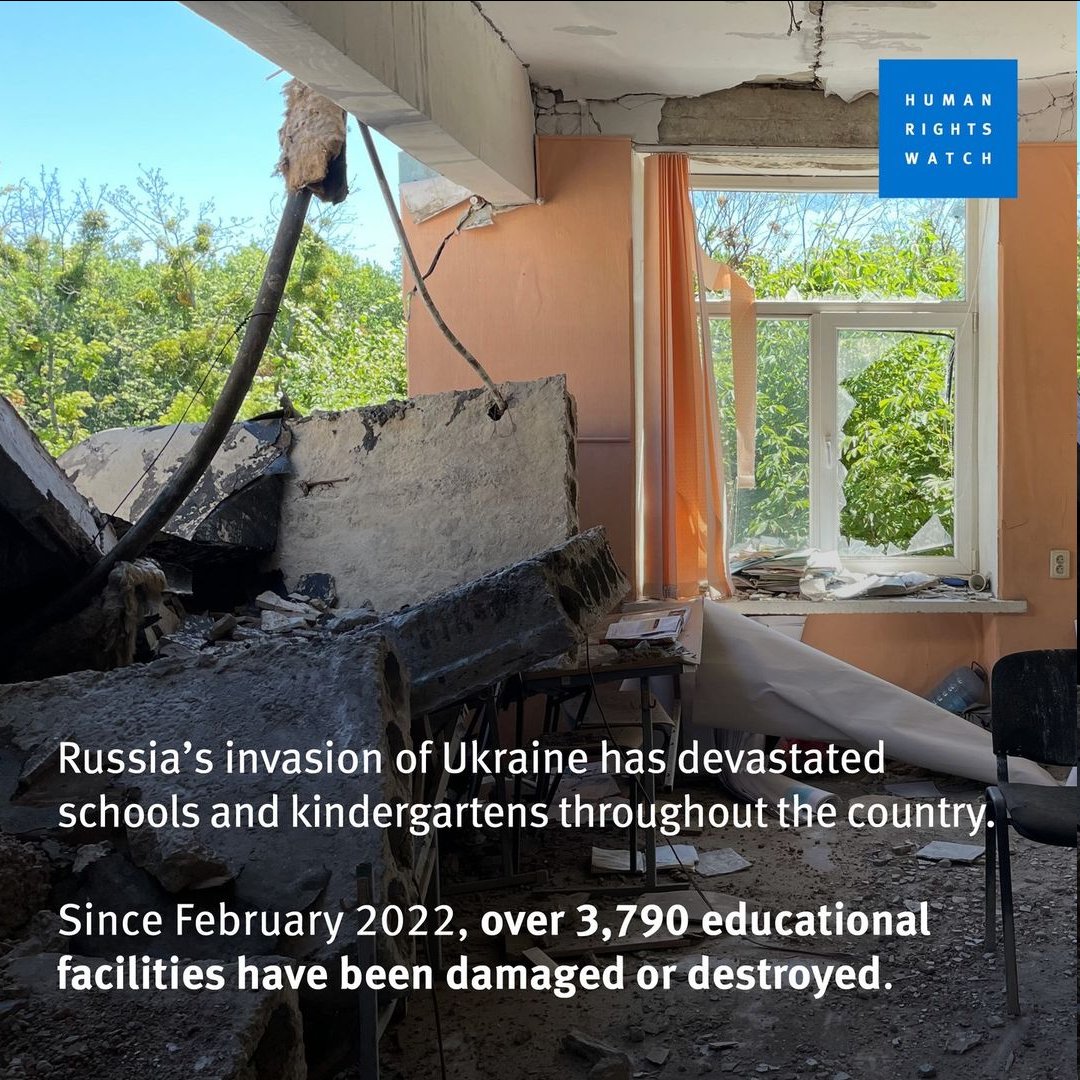 HUMAN
RIGHTS
WATCH
Russia’s invasion of Ukraine has devastated
schools and kindergartens throughout the country.
Since February 2022, over 3,790 educational
facilities have been damaged or destroyed.